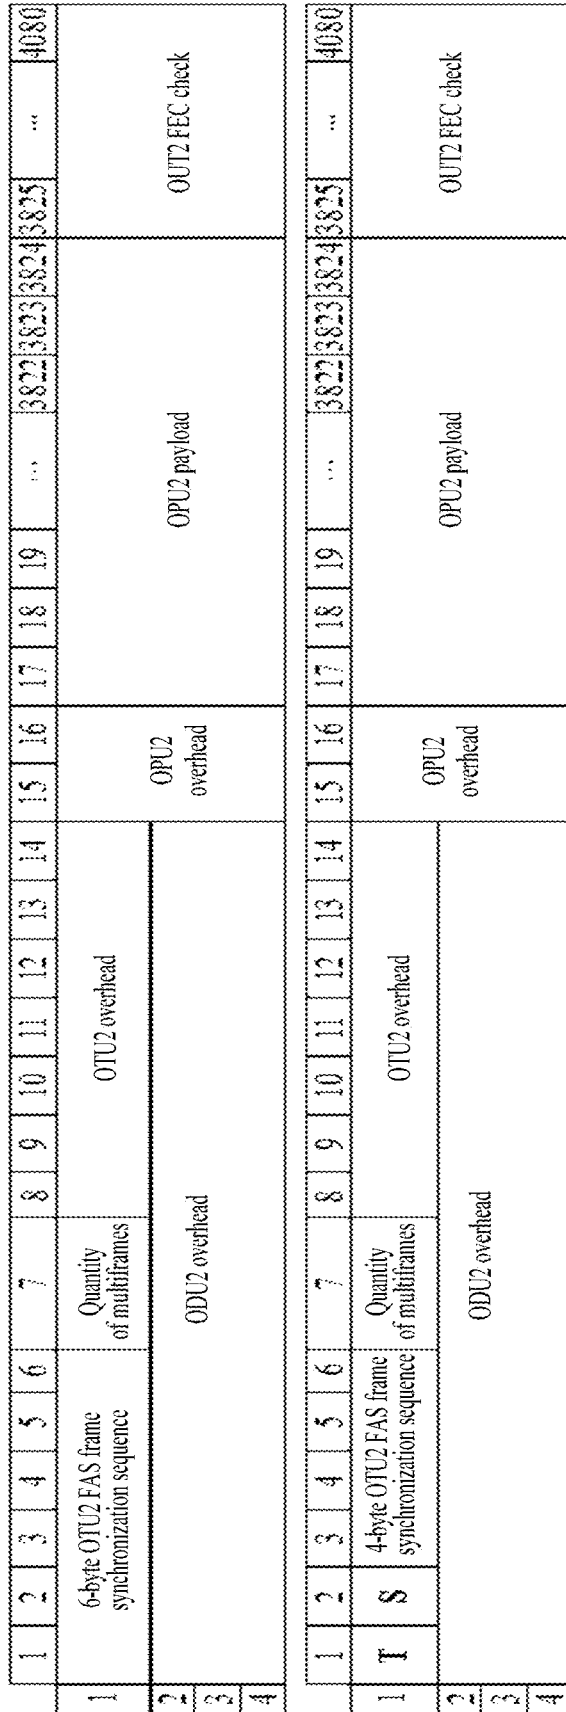 1 2 3 4 5 6 7 8 9 10 11 12 13 14 15 16 17 18 19 ... 3822 3823 3824 3825 ... 4080
1
6-byte OTU2 FAS frame
synchronization sequence
Quantity
of multiframes
OTU2 overhead
OPU2
overhead
OPU2 payload
OUT2 FEC check
2
3
4
ODU2 overhead
1 2 3 4 5 6 7 8 9 10 11 12 13 14 15 16 17 18 19 ... 3822 3823 3824 3825 ... 4080
1
T
S
4-byte OTU2 FAS frame
synchronization sequence
Quantity
of multiframes
OTU2 overhead
OPU2
overhead
OPU2 payload
OUT2 FEC check
2
3
4
ODU2 overhead